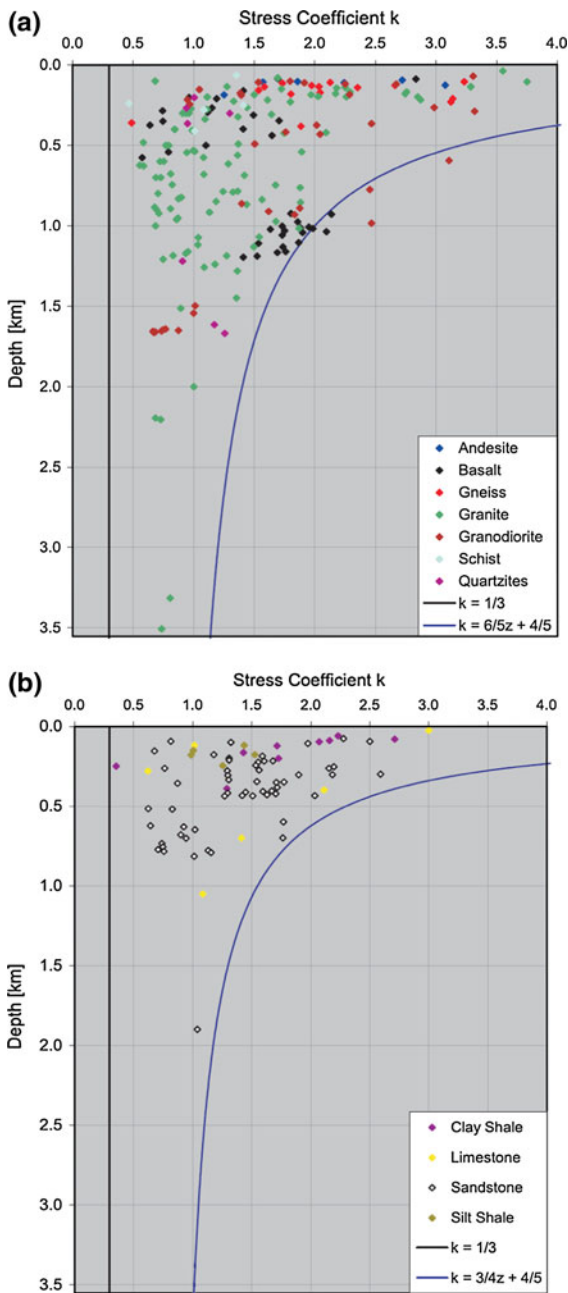 (a)
Stress Coefficient k
0.0 0.5 1.0 1.5 2.0 2.5 3.0 3.5 4.0
0.0
0.5
1.0
1.5
2.0
2.5
3.0
3.5
Depth [km]
Andesite
Basalt
Gneiss
Granite
Granodiorite
Schist
Quartzites
k = 1/3
k = 6/5z + 4/5
(b)
Stress Coefficient k
0.0 0.5 1.0 1.5 2.0 2.5 3.0 3.5 4.0
0.0
0.5
1.0
1.5
2.0
2.5
3.0
3.5
Depth [km]
Clay Shale
Limestone
Sandstone
Silt Shale
k = 1/3
k = 3/4z + 4/5